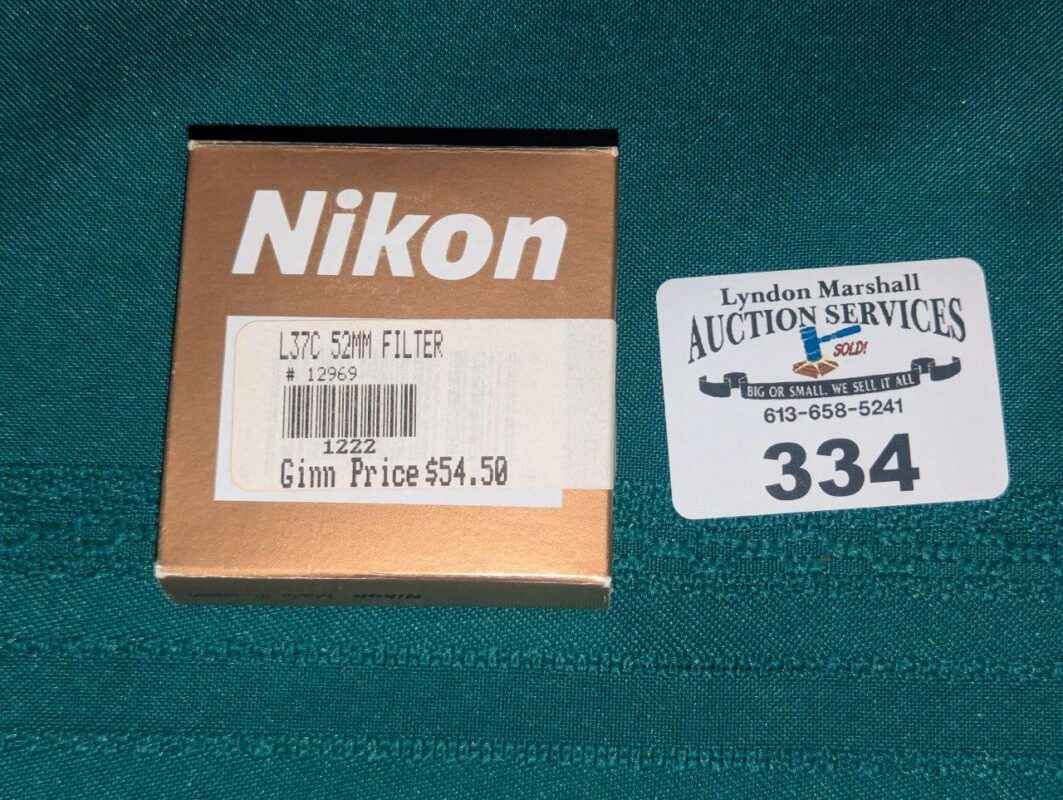 Nikon
L37C 52MM FILTER
# 12969
1222
Ginn Price $54.50
Nikon
Lyndon Marshall
AUCTION SERVICES
SOLD!
BIG OR SMALL, WE SELL IT ALL
613-658-5241
334